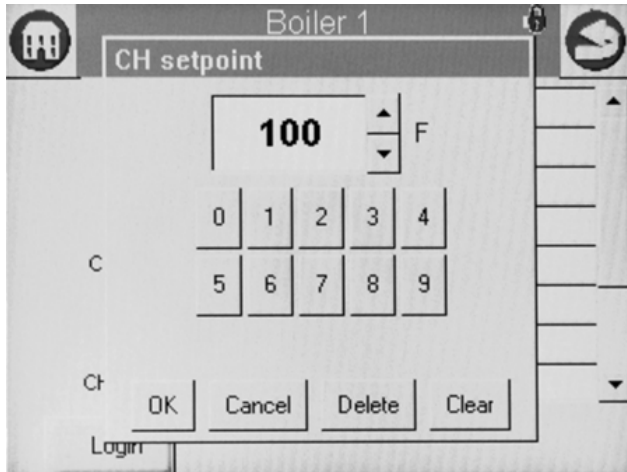 Boiler 1
CH setpoint
100 F
0 1 2 3 4
5 6 7 8 9
C
CH
OK Cancel Delete Clear
Login